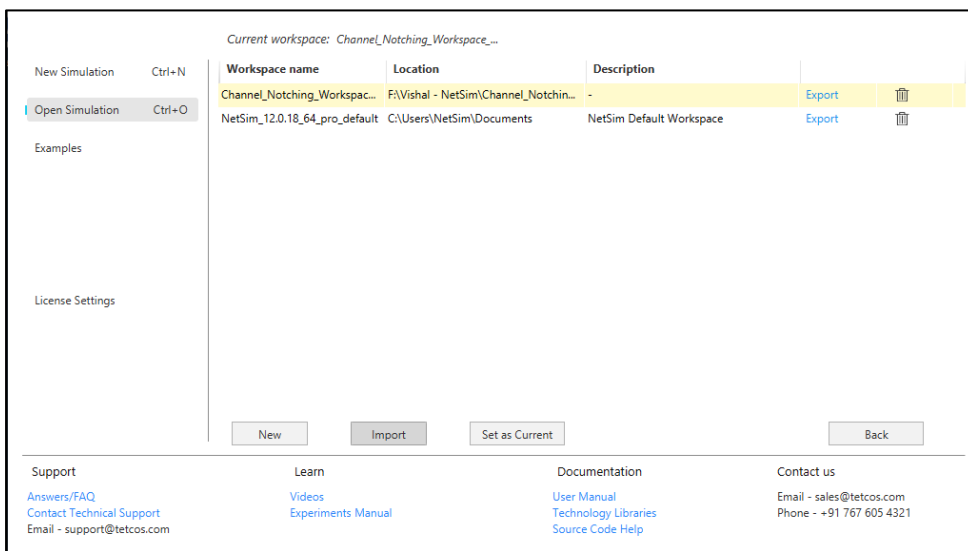 Current workspace: Channel_Notching_Workspace_...
New Simulation Ctrl+N
Open Simulation Ctrl+O
Examples
License Settings
Workspace name Location Description
Channel_Notching_Workspac... F:\Vishal - NetSim\Channel_Notchin... - Export
NetSim_12.0.18_64_pro_default C:\Users\NetSim\Documents NetSim Default Workspace Export
New Import Set as Current Back
Support Learn Documentation Contact us
Answers/FAQ Videos User Manual Email - sales@tetcos.com
Contact Technical Support Experiments Manual Technology Libraries Phone - +91 767 605 4321
Email - support@tetcos.com Source Code Help